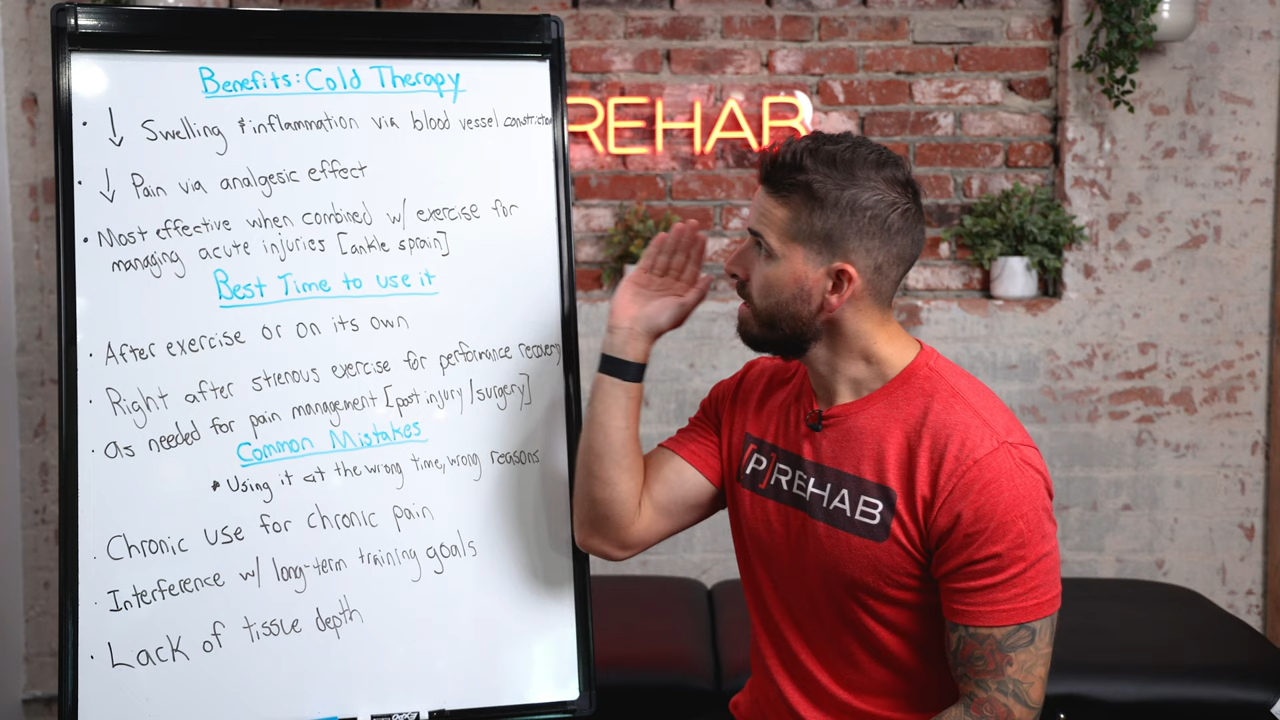 Benefits: Cold Therapy
• ↓ Swelling & inflammation via blood vessel constriction
• ↓ Pain via analgesic effect
• Most effective when combined w/ exercise for
managing acute injuries [ankle sprain]
Best Time to use it
• After exercise or on its own
• Right after strenous exercise for performance recovery
• as needed for pain management [post injury/surgery]
Common Mistakes
* Using it at the wrong time, wrong reasons
• Chronic use for chronic pain
• Interference w/ long-term training goals
• Lack of tissue depth
REHAB
[P]REHAB